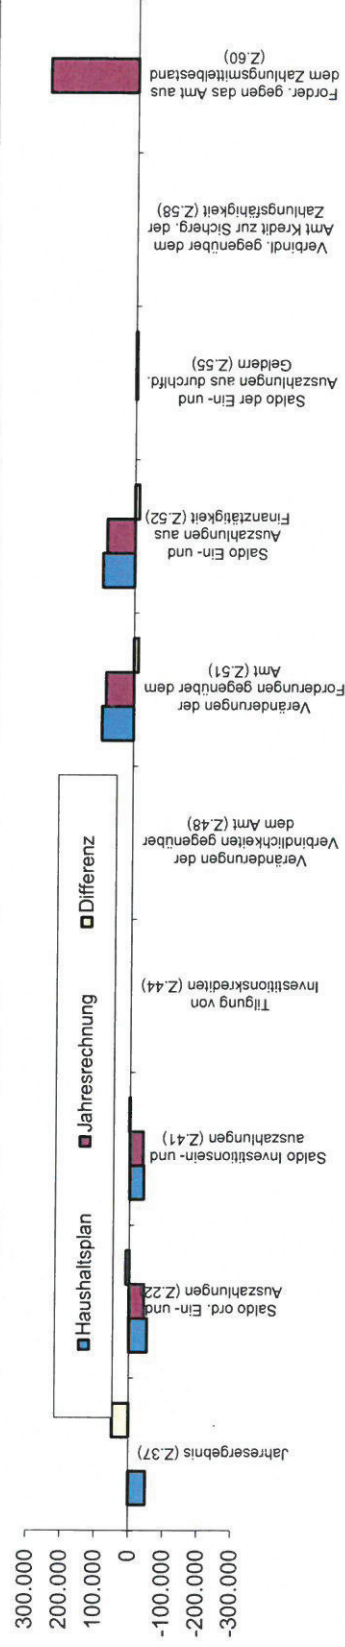 300.000
200.000
100.000
0
-100.000
-200.000
-300.000
Haushaltsplan
Jahresrechnung
Differenz
Jahresergebnis (Z.37)
Saldo ord. Ein- und
Auszahlungen (Z.22)
Saldo Investitionsein- und
auszahlungen (Z.41)
Tilgung von
Investitionskrediten (Z.44)
Veränderungen der
Verbindlichkeiten gegenüber
dem Amt (Z.48)
Veränderungen der
Forderungen gegenüber dem
Amt (Z.51)
Saldo Ein- und
Auszahlungen aus
Finanztätigkeit (Z.52)
Saldo der Ein- und
Auszahlungen aus durchlfd.
Geldern (Z.55)
Verbindl. gegenüber dem
Amt Kredit zur Sicherg. der
Zahlungsfähigkeit (Z.58)
Forder. gegen das Amt aus
dem Zahlungsmittelbestand
(Z.60)